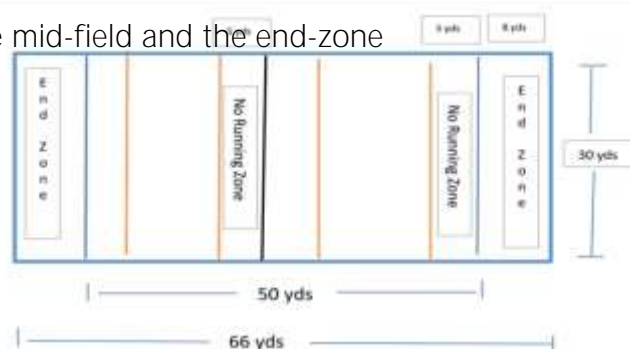 e mid-field and the end-zone
5 yds
8 yds
End Zone
No Running Zone
No Running Zone
End Zone
30 yds
50 yds
66 yds